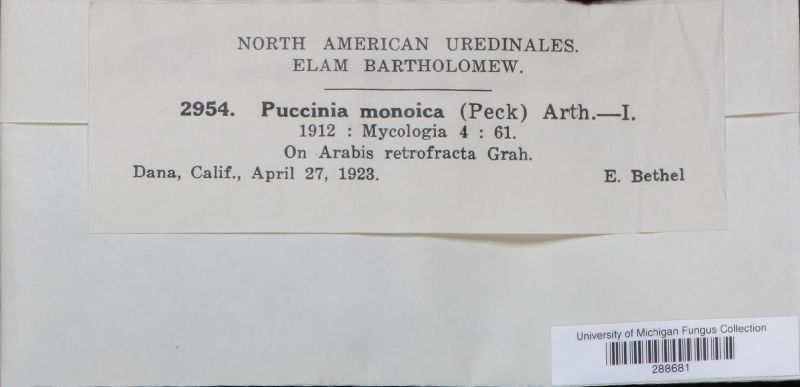 NORTH AMERICAN UREDINALES.
ELAM BARTHOLOMEW.
2954. Puccinia monoica (Peck) Arth.—I.
1912 : Mycologia 4 : 61.
On Arabis retrofracta Grah.
Dana, Calif., April 27, 1923. E. Bethel
University of Michigan Fungus Collection
288681